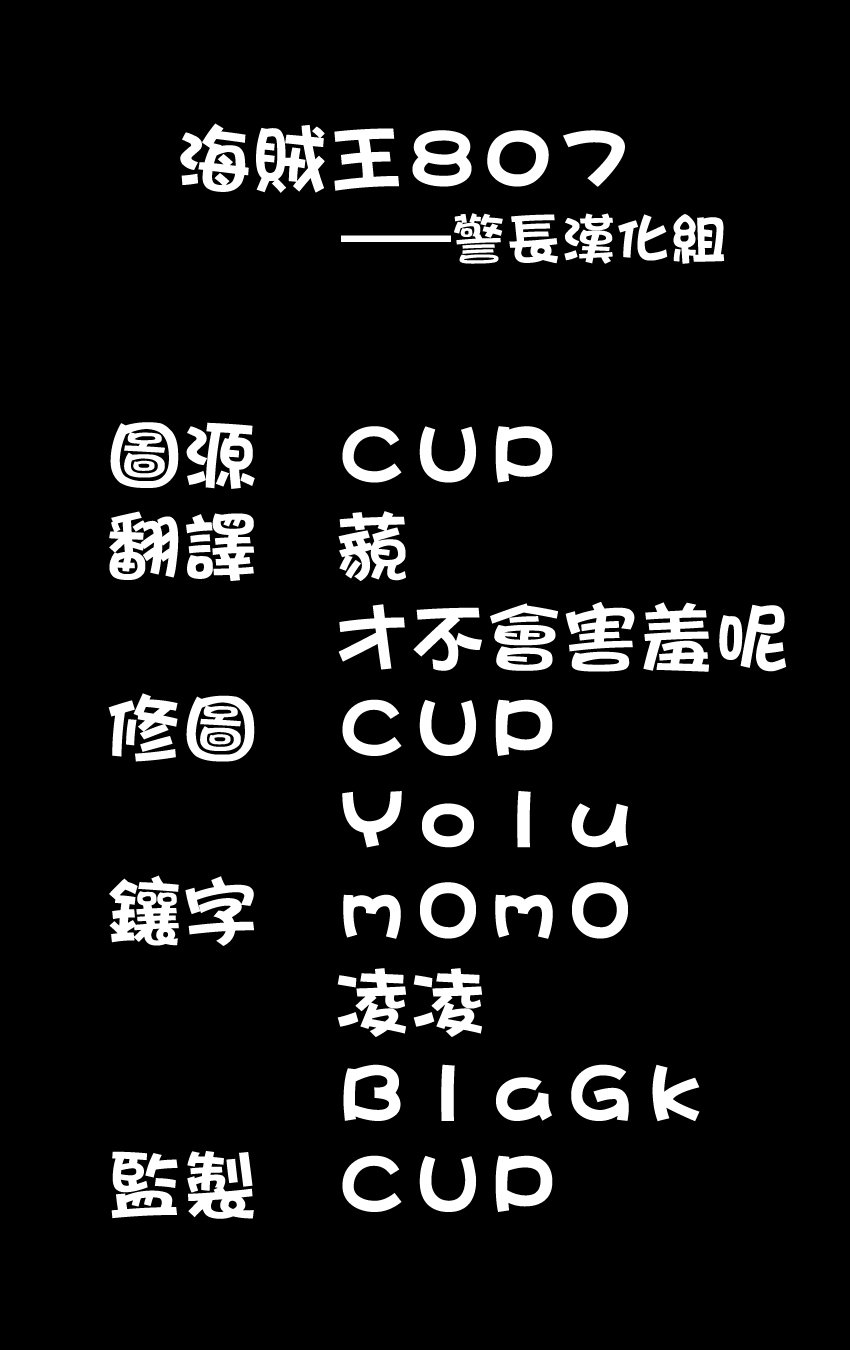 海賊王807
——警長漢化組
圖源 CUP
翻譯 藐
才不會害羞呢
修圖 CUP
Yolu
鑲字 mOmO
凌凌
BlaGk
監製 CUP